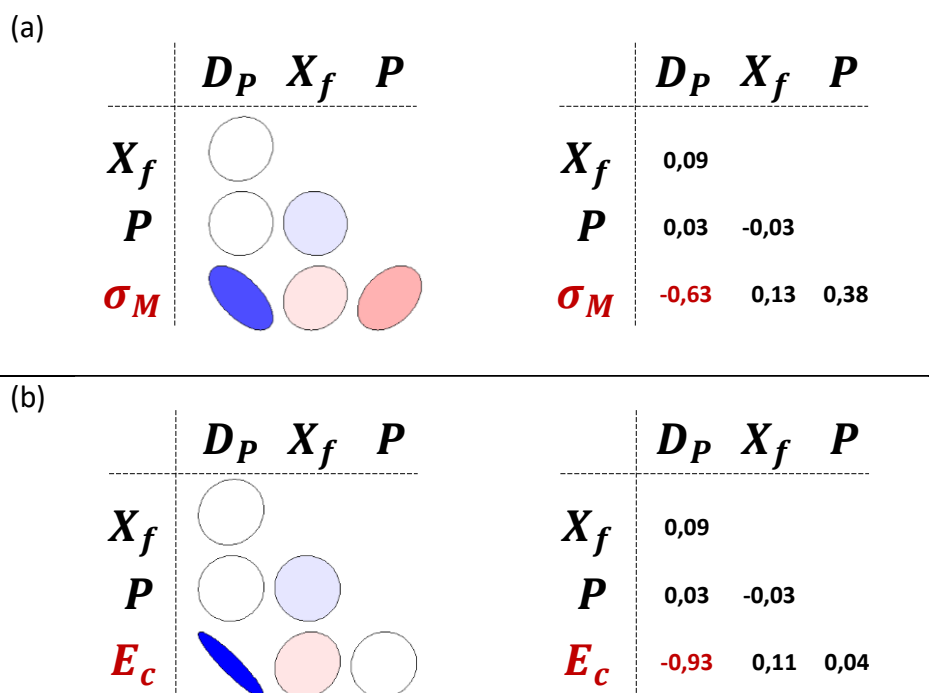 (a)
D_P X_f P
X_f
P
σ_M
D_P X_f P
X_f 0,09
P 0,03 -0,03
σ_M -0,63 0,13 0,38
(b)
D_P X_f P
X_f
P
E_c
D_P X_f P
X_f 0,09
P 0,03 -0,03
E_c -0,93 0,11 0,04